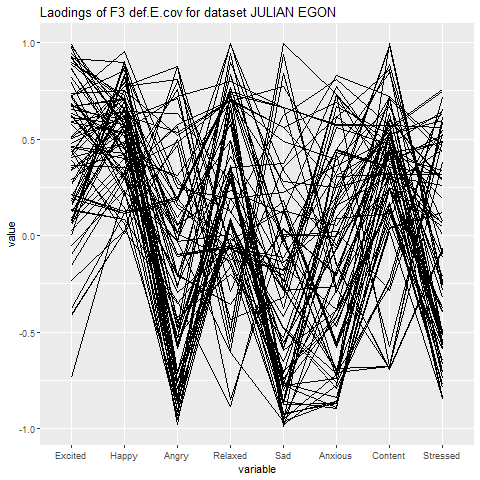 Laodings of F3 def.E.cov for dataset JULIAN EGON
1.0
0.5
0.0
-0.5
-1.0
value
Excited Happy Angry Relaxed Sad Anxious Content Stressed
variable